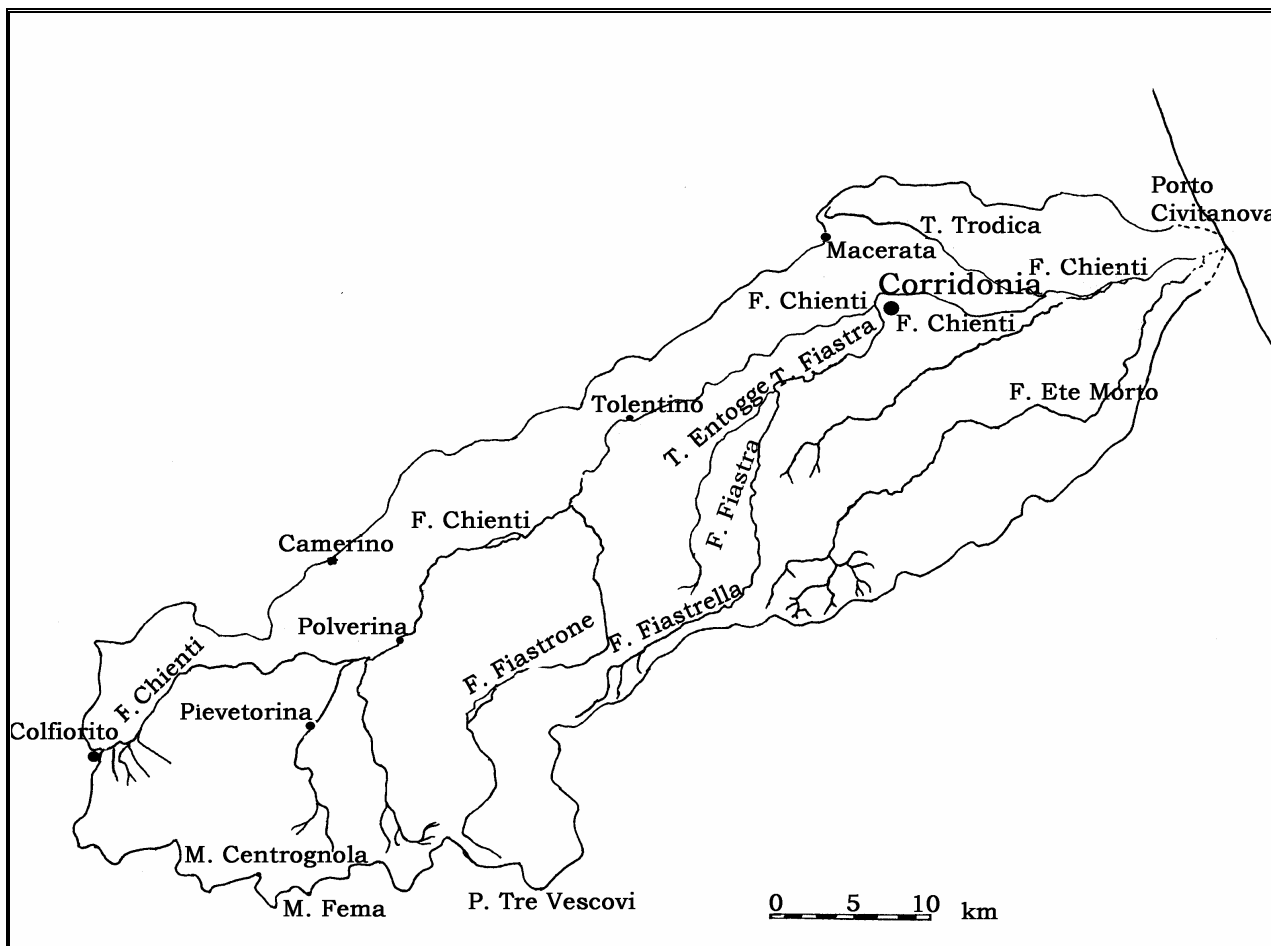 Porto
Civitanova
T. Trodica
Macerata
F. Chienti
Corridonia
F. Chienti
F. Chienti
T. Fiastra
F. Ete Morto
Tolentino
T. Entogge
F. Fiastra
F. Chienti
Camerino
F. Fiastrella
Polverina
F. Fiastrone
F. Chienti
Pievetorina
Colfiorito
M. Centrognola
M. Fema
P. Tre Vescovi
0 5 10 km